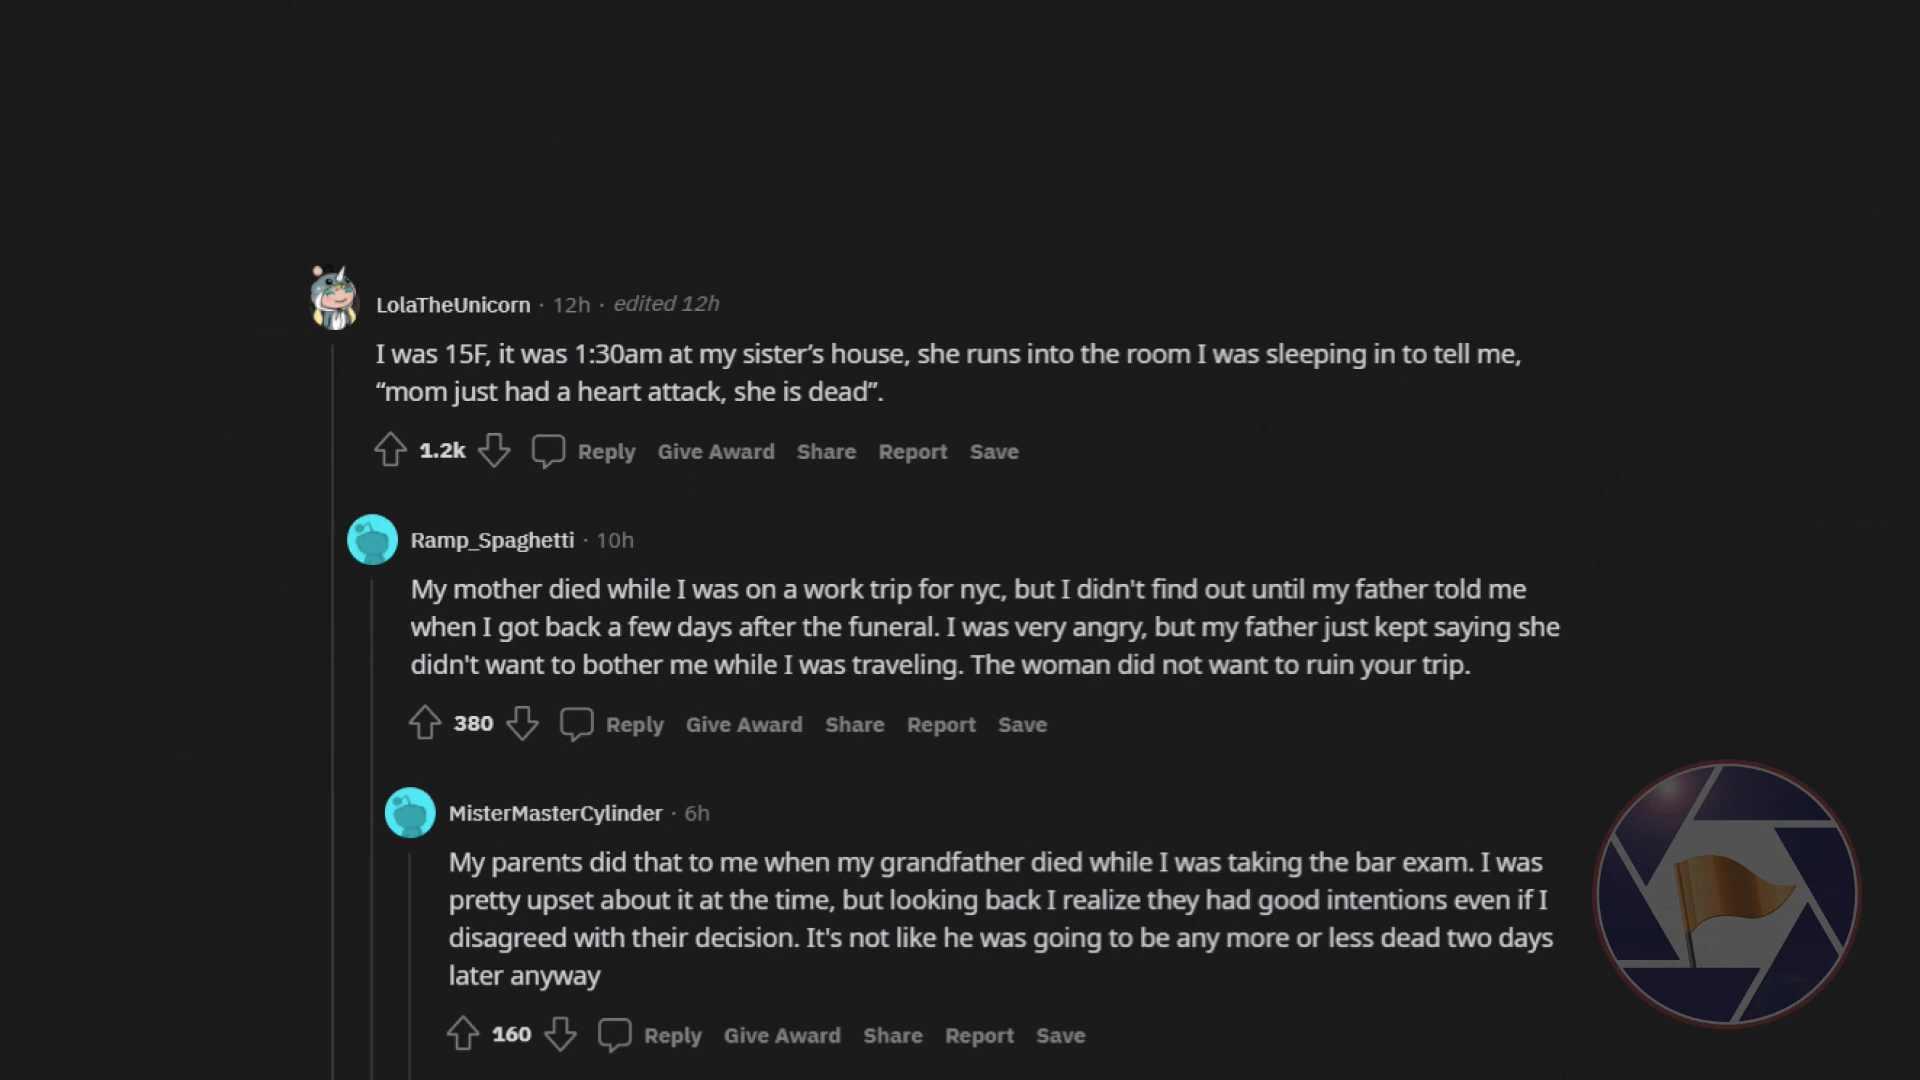 LolaTheUnicorn · 12h · edited 12h
I was 15F, it was 1:30am at my sister’s house, she runs into the room I was sleeping in to tell me,
“mom just had a heart attack, she is dead”.
1.2k Reply Give Award Share Report Save
Ramp_Spaghetti · 10h
My mother died while I was on a work trip for nyc, but I didn't find out until my father told me
when I got back a few days after the funeral. I was very angry, but my father just kept saying she
didn't want to bother me while I was traveling. The woman did not want to ruin your trip.
380 Reply Give Award Share Report Save
MisterMasterCylinder · 6h
My parents did that to me when my grandfather died while I was taking the bar exam. I was
pretty upset about it at the time, but looking back I realize they had good intentions even if I
disagreed with their decision. It's not like he was going to be any more or less dead two days
later anyway
160 Reply Give Award Share Report Save